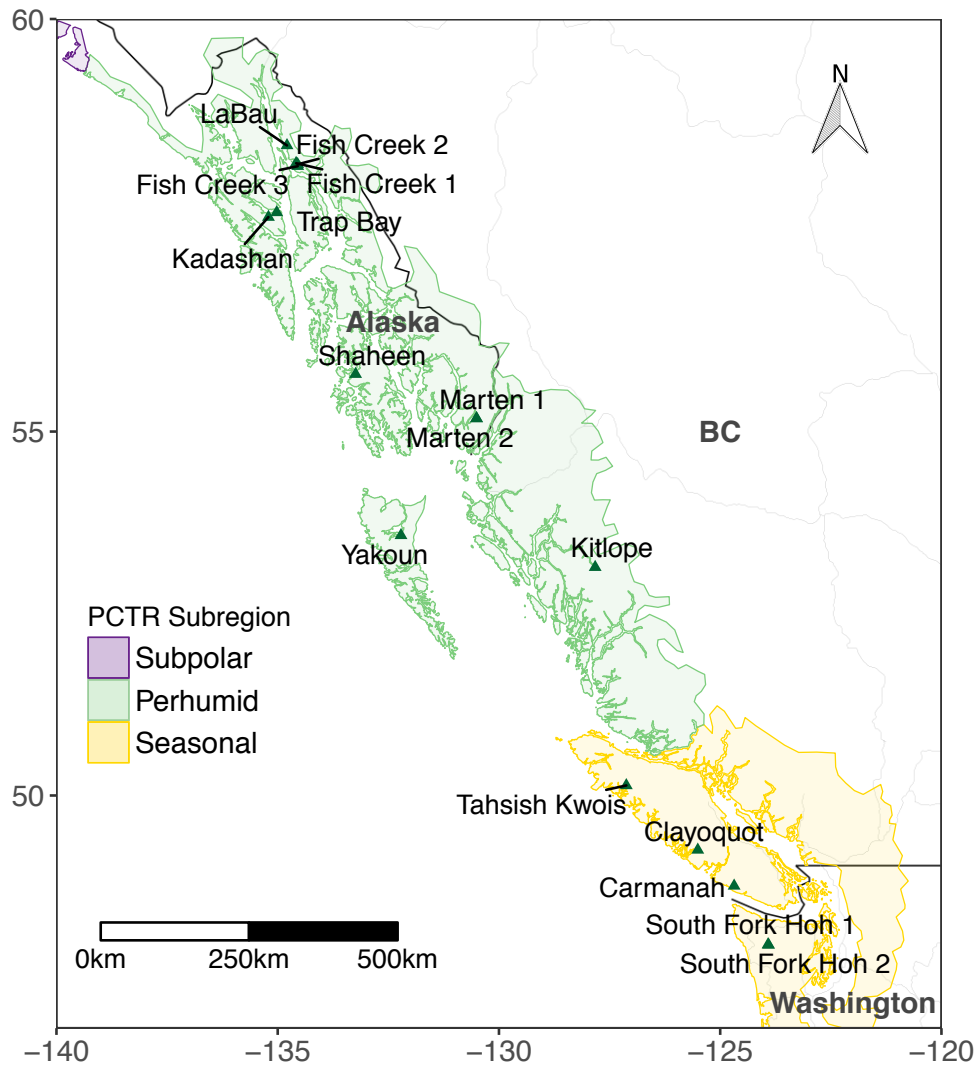 60
N
LaBau
Fish Creek 2
Fish Creek 3
Fish Creek 1
Trap Bay
Kadashan
Alaska
Shaheen
Marten 1
55
BC
Marten 2
Yakoun
Kitlope
PCTR Subregion
Subpolar
Perhumid
Seasonal
50
Tahsish Kwois
Clayoquot
Carmanah
South Fork Hoh 1
0km 250km 500km
South Fork Hoh 2
Washington
−140 −135 −130 −125 −120